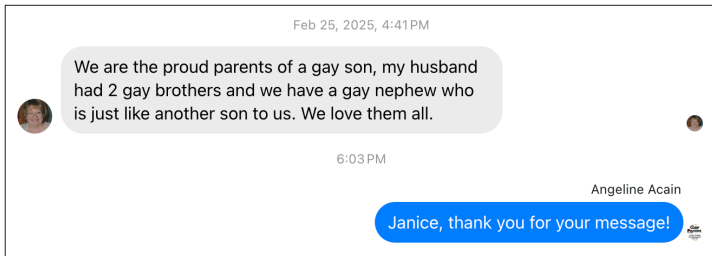 Feb 25, 2025, 4:41 PM
We are the proud parents of a gay son, my husband
had 2 gay brothers and we have a gay nephew who
is just like another son to us. We love them all.
6:03 PM
Angeline Acain
Janice, thank you for your message!
Gay
Parent